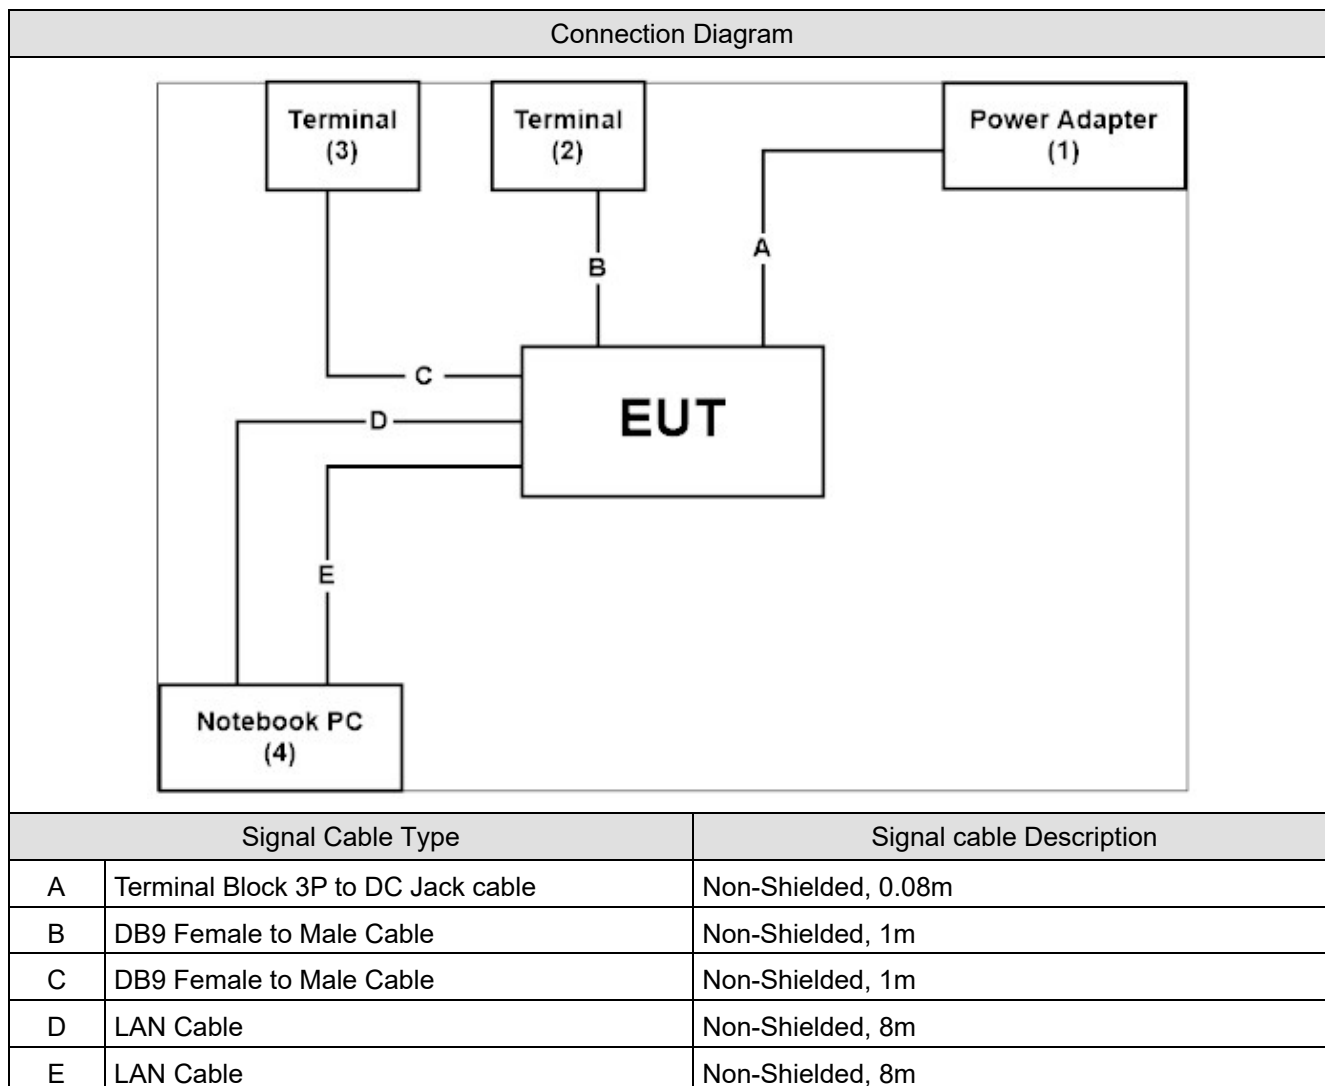 Connection Diagram
Terminal
(3)
Terminal
(2)
Power Adapter
(1)
A
B
C
D
E
EUT
Notebook PC
(4)
Signal Cable Type Signal cable Description
A Terminal Block 3P to DC Jack cable Non-Shielded, 0.08m
B DB9 Female to Male Cable Non-Shielded, 1m
C DB9 Female to Male Cable Non-Shielded, 1m
D LAN Cable Non-Shielded, 8m
E LAN Cable Non-Shielded, 8m